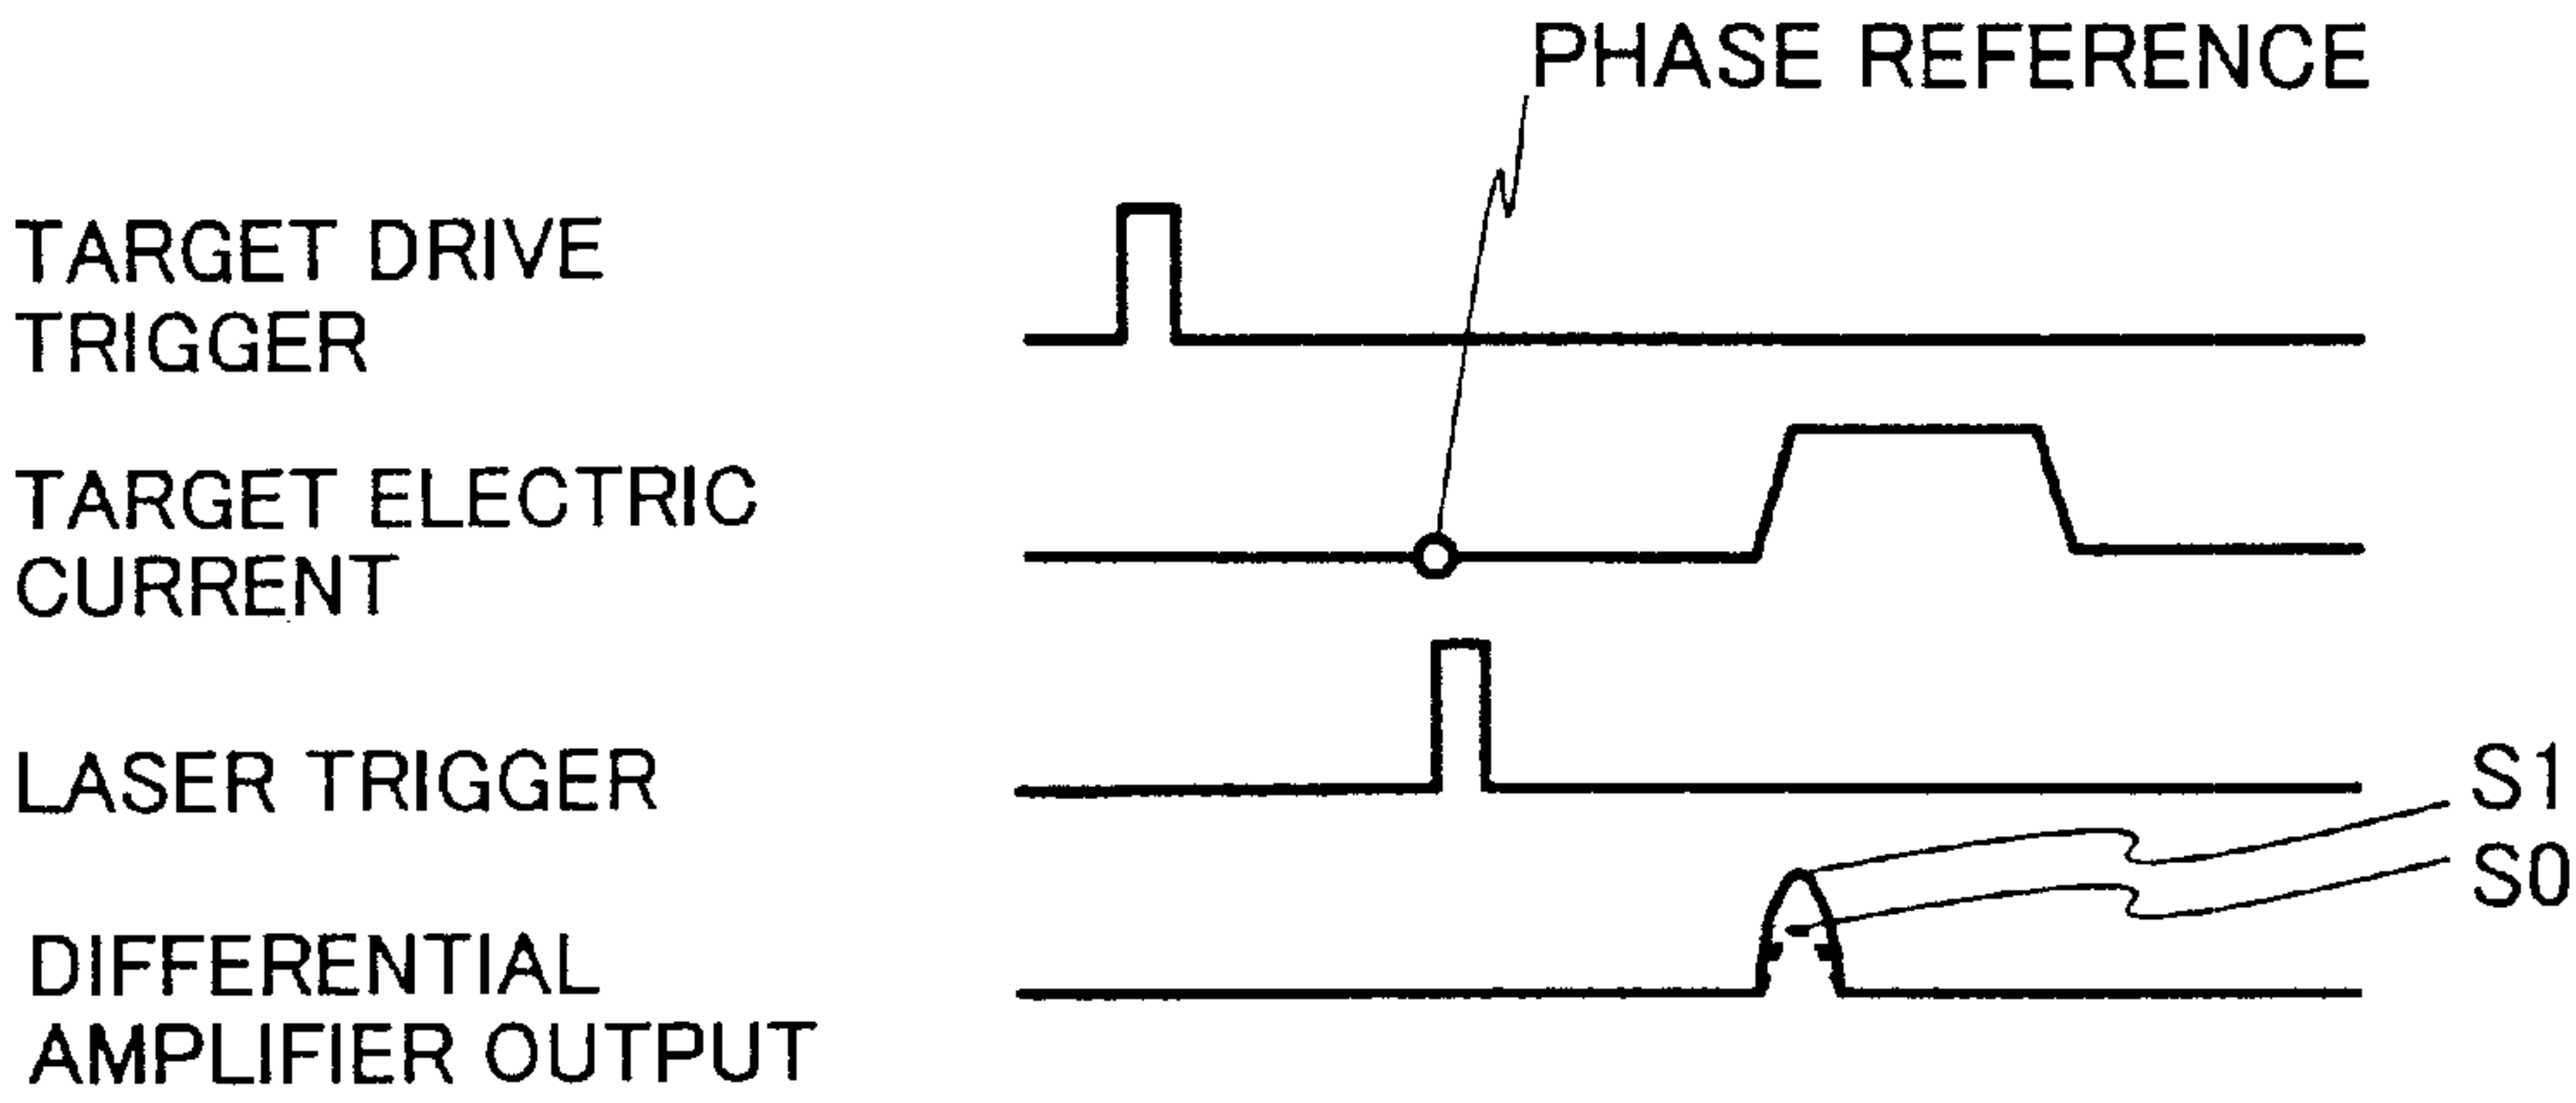 PHASE REFERENCE
TARGET DRIVE
TRIGGER
TARGET ELECTRIC
CURRENT
LASER TRIGGER
S1
S0
DIFFERENTIAL
AMPLIFIER OUTPUT